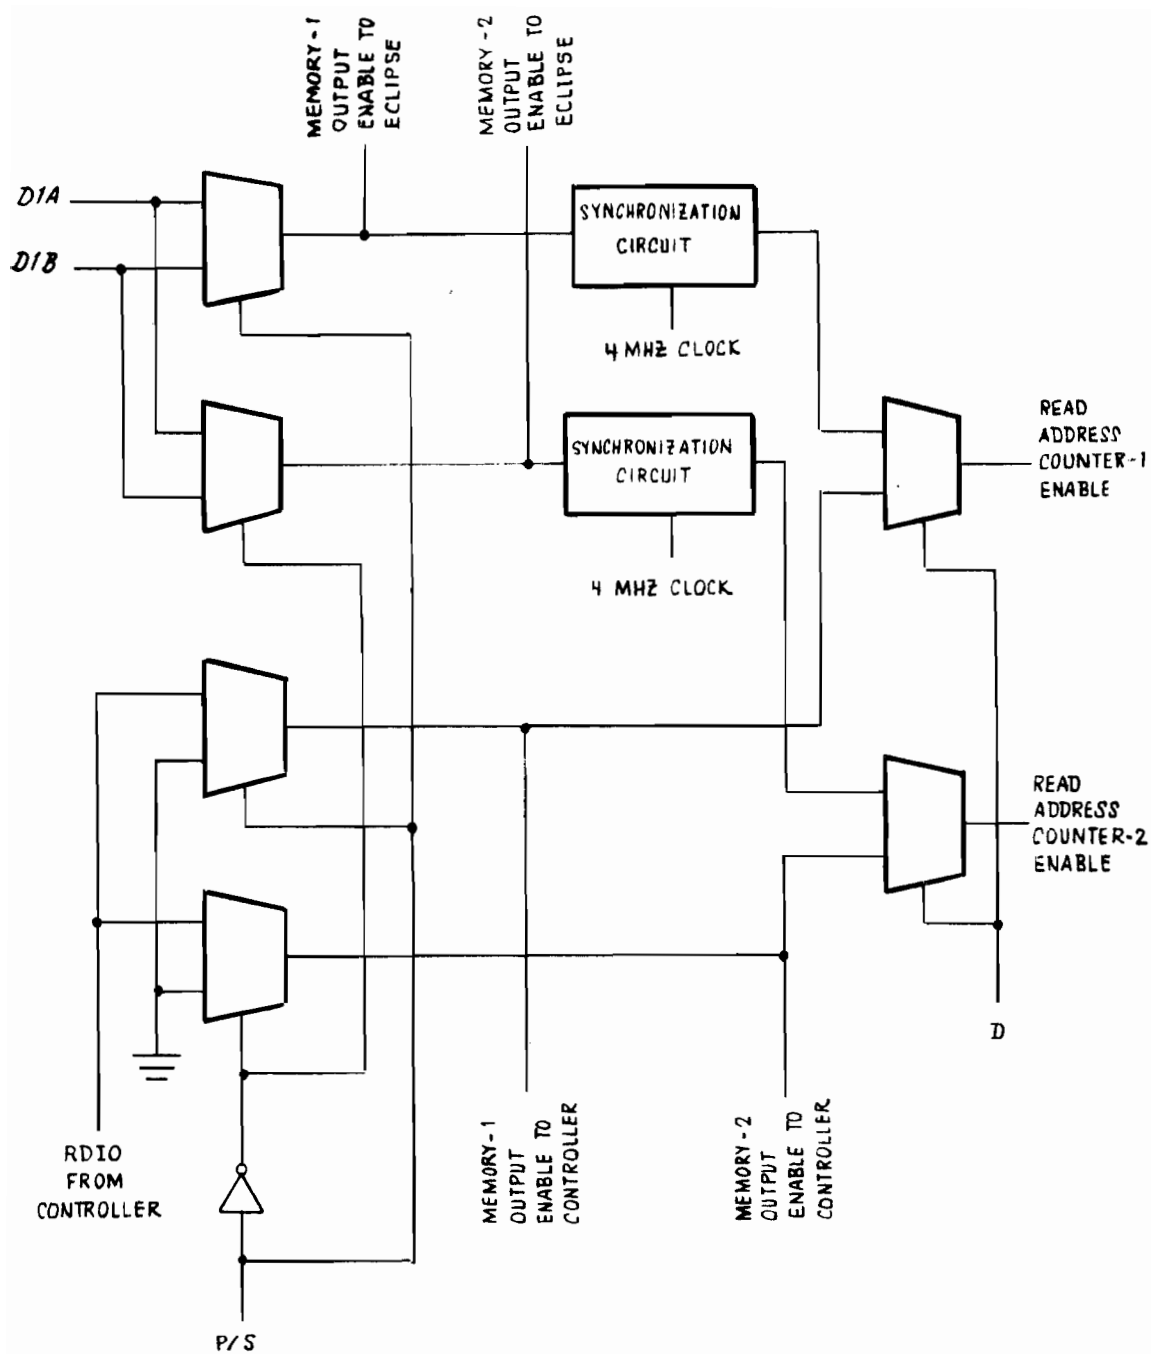 MEMORY-1
OUTPUT
ENABLE TO
ECLIPSE
MEMORY-2
OUTPUT
ENABLE TO
ECLIPSE
D1A
D1B
SYNCHRONIZATION
CIRCUIT
4 MHZ CLOCK
SYNCHRONIZATION
CIRCUIT
4 MHZ CLOCK
READ
ADDRESS
COUNTER-1
ENABLE
READ
ADDRESS
COUNTER-2
ENABLE
D
RDIO
FROM
CONTROLLER
MEMORY-1
OUTPUT
ENABLE TO
CONTROLLER
MEMORY-2
OUTPUT
ENABLE TO
CONTROLLER
P/S